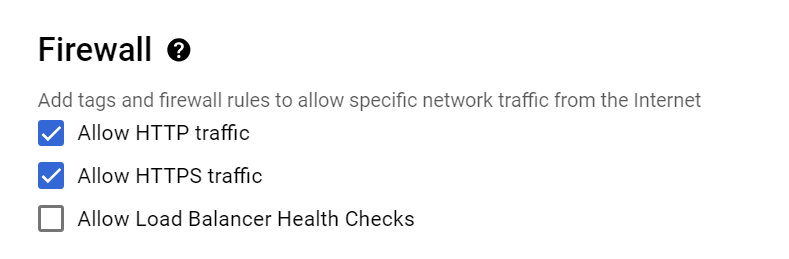 Firewall ?
Add tags and firewall rules to allow specific network traffic from the Internet
Allow HTTP traffic
Allow HTTPS traffic
Allow Load Balancer Health Checks